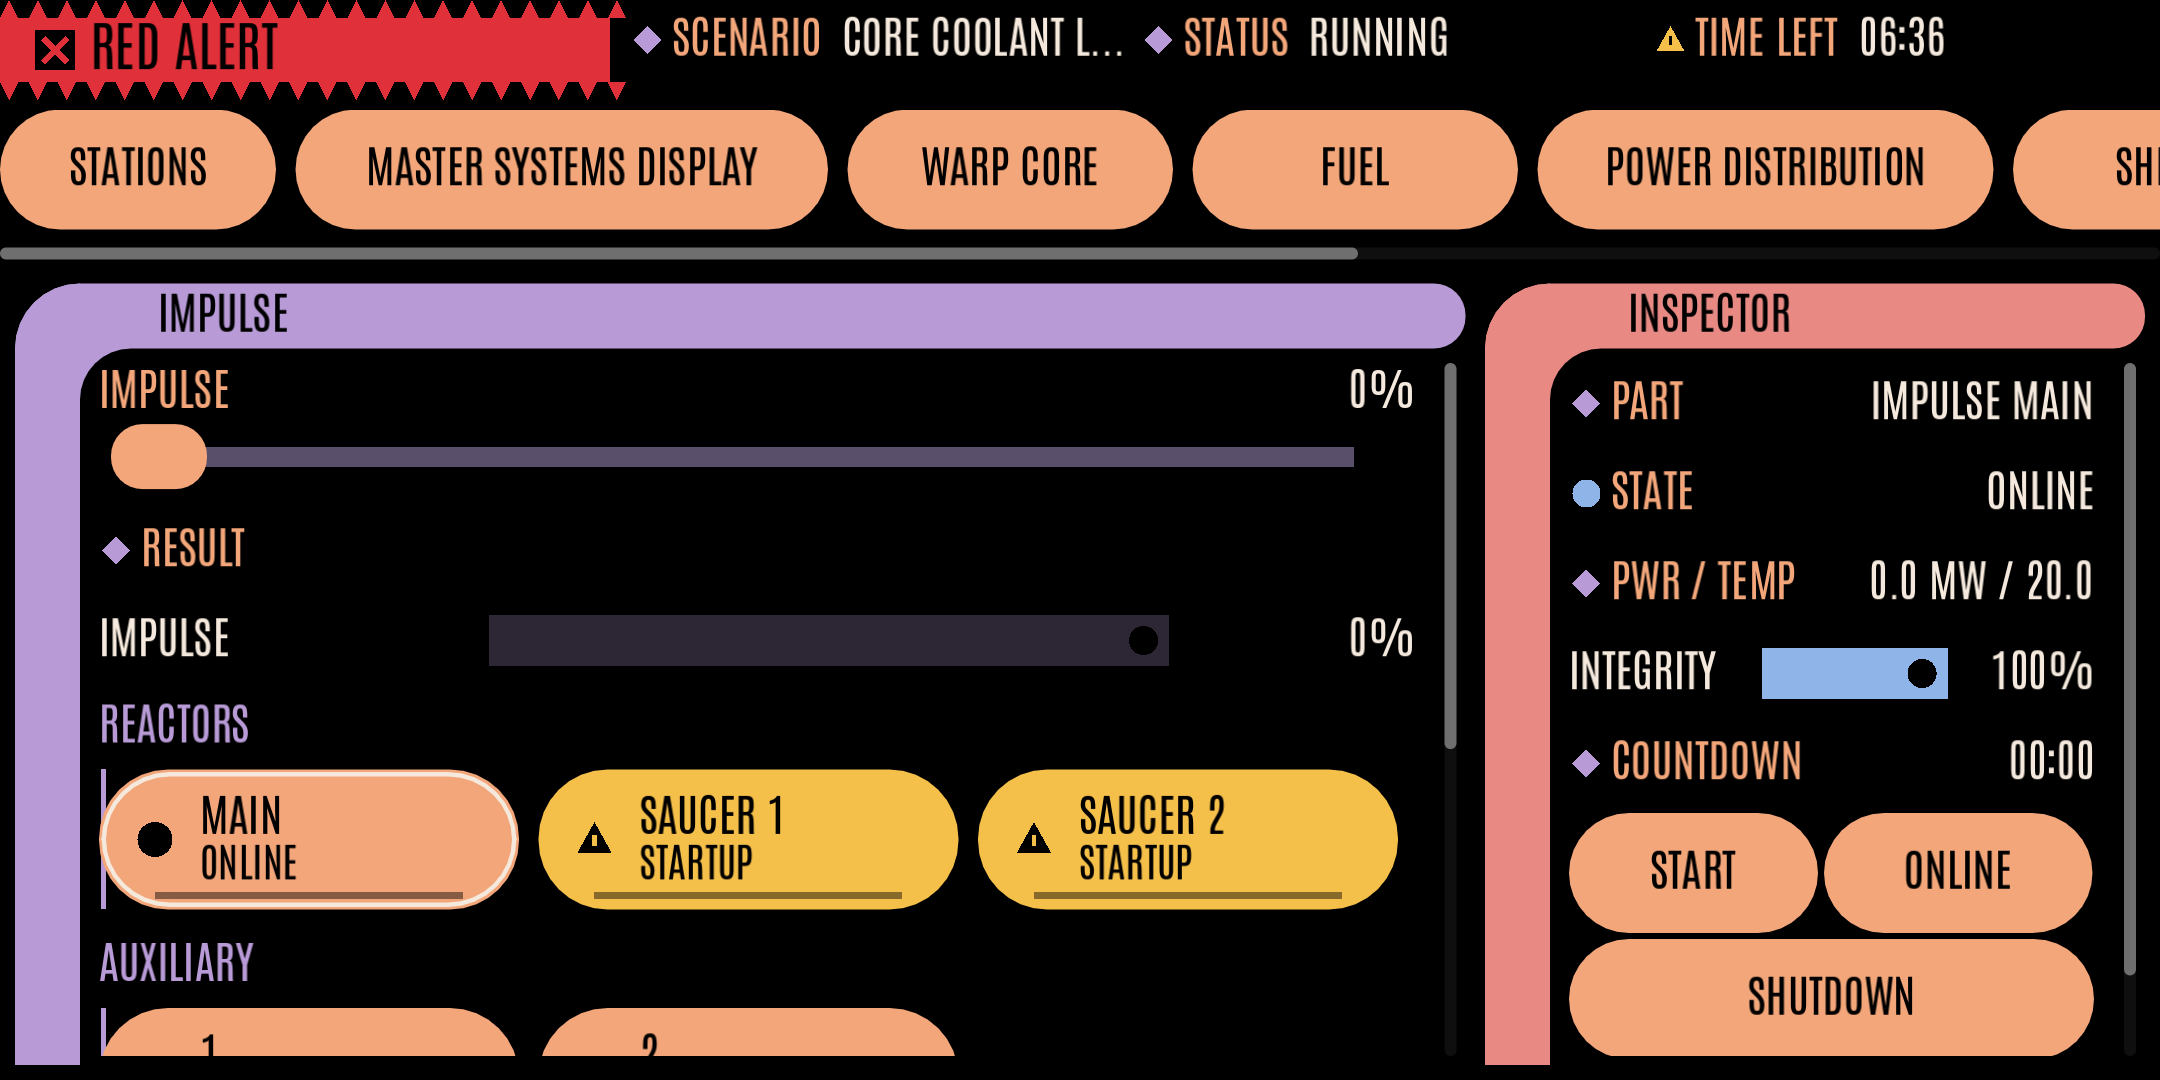 RED ALERT
SCENARIO CORE COOLANT L...
STATUS RUNNING
TIME LEFT 06:36
STATIONS
MASTER SYSTEMS DISPLAY
WARP CORE
FUEL
POWER DISTRIBUTION
IMPULSE
IMPULSE 0%
RESULT
IMPULSE 0%
REACTORS
MAIN
ONLINE
SAUCER 1
STARTUP
SAUCER 2
STARTUP
AUXILIARY
1
2
INSPECTOR
PART IMPULSE MAIN
STATE ONLINE
PWR / TEMP 0.0 MW / 20.0
INTEGRITY 100%
COUNTDOWN 00:00
START
ONLINE
SHUTDOWN